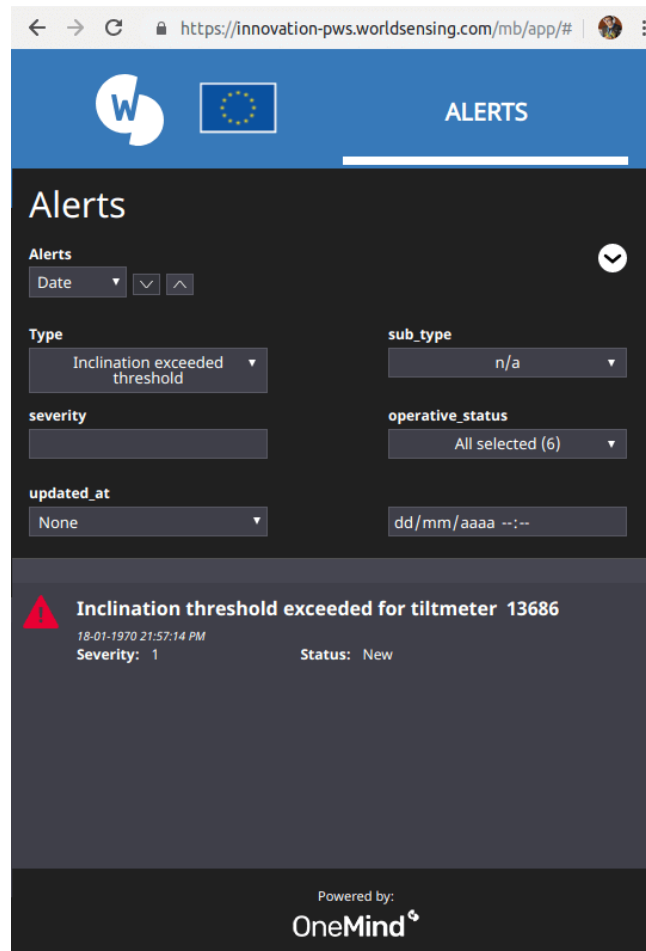 https://innovation-pws.worldsensing.com/mb/app/#
W
ALERTS
Alerts
Alerts
Date
Type
sub_type
Inclination exceeded
threshold
n/a
severity
operative_status
All selected (6)
updated_at
None
dd/mm/aaaa --:--
Inclination threshold exceeded for tiltmeter 13686
18-01-1970 21:57:14 PM
Severity: 1 Status: New
Powered by:
OneMind